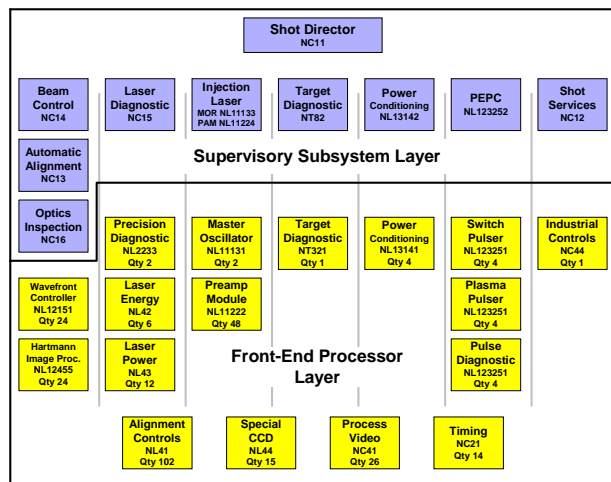 Shot Director
NC11
Beam
Control
NC14
Laser
Diagnostic
NC15
Injection
Laser
MOR NL11133
PAM NL11224
Target
Diagnostic
NT82
Power
Conditioning
NL13142
PEPC
NL123252
Shot
Services
NC12
Automatic
Alignment
NC13
Supervisory Subsystem Layer
Optics
Inspection
NC16
Precision
Diagnostic
NL2233
Qty 2
Master
Oscillator
NL11131
Qty 2
Target
Diagnostic
NT321
Qty 1
Power
Conditioning
NL13141
Qty 4
Switch
Pulser
NL123251
Qty 4
Industrial
Controls
NC44
Qty 1
Wavefront
Controller
NL12151
Qty 24
Laser
Energy
NL42
Qty 6
Preamp
Module
NL11222
Qty 48
Plasma
Pulser
NL123251
Qty 4
Hartmann
Image Proc.
NL12455
Qty 24
Laser
Power
NL43
Qty 12
Front-End Processor
Layer
Pulse
Diagnostic
NL123251
Qty 4
Alignment
Controls
NL41
Qty 102
Special
CCD
NL44
Qty 15
Process
Video
NC41
Qty 26
Timing
NC21
Qty 14